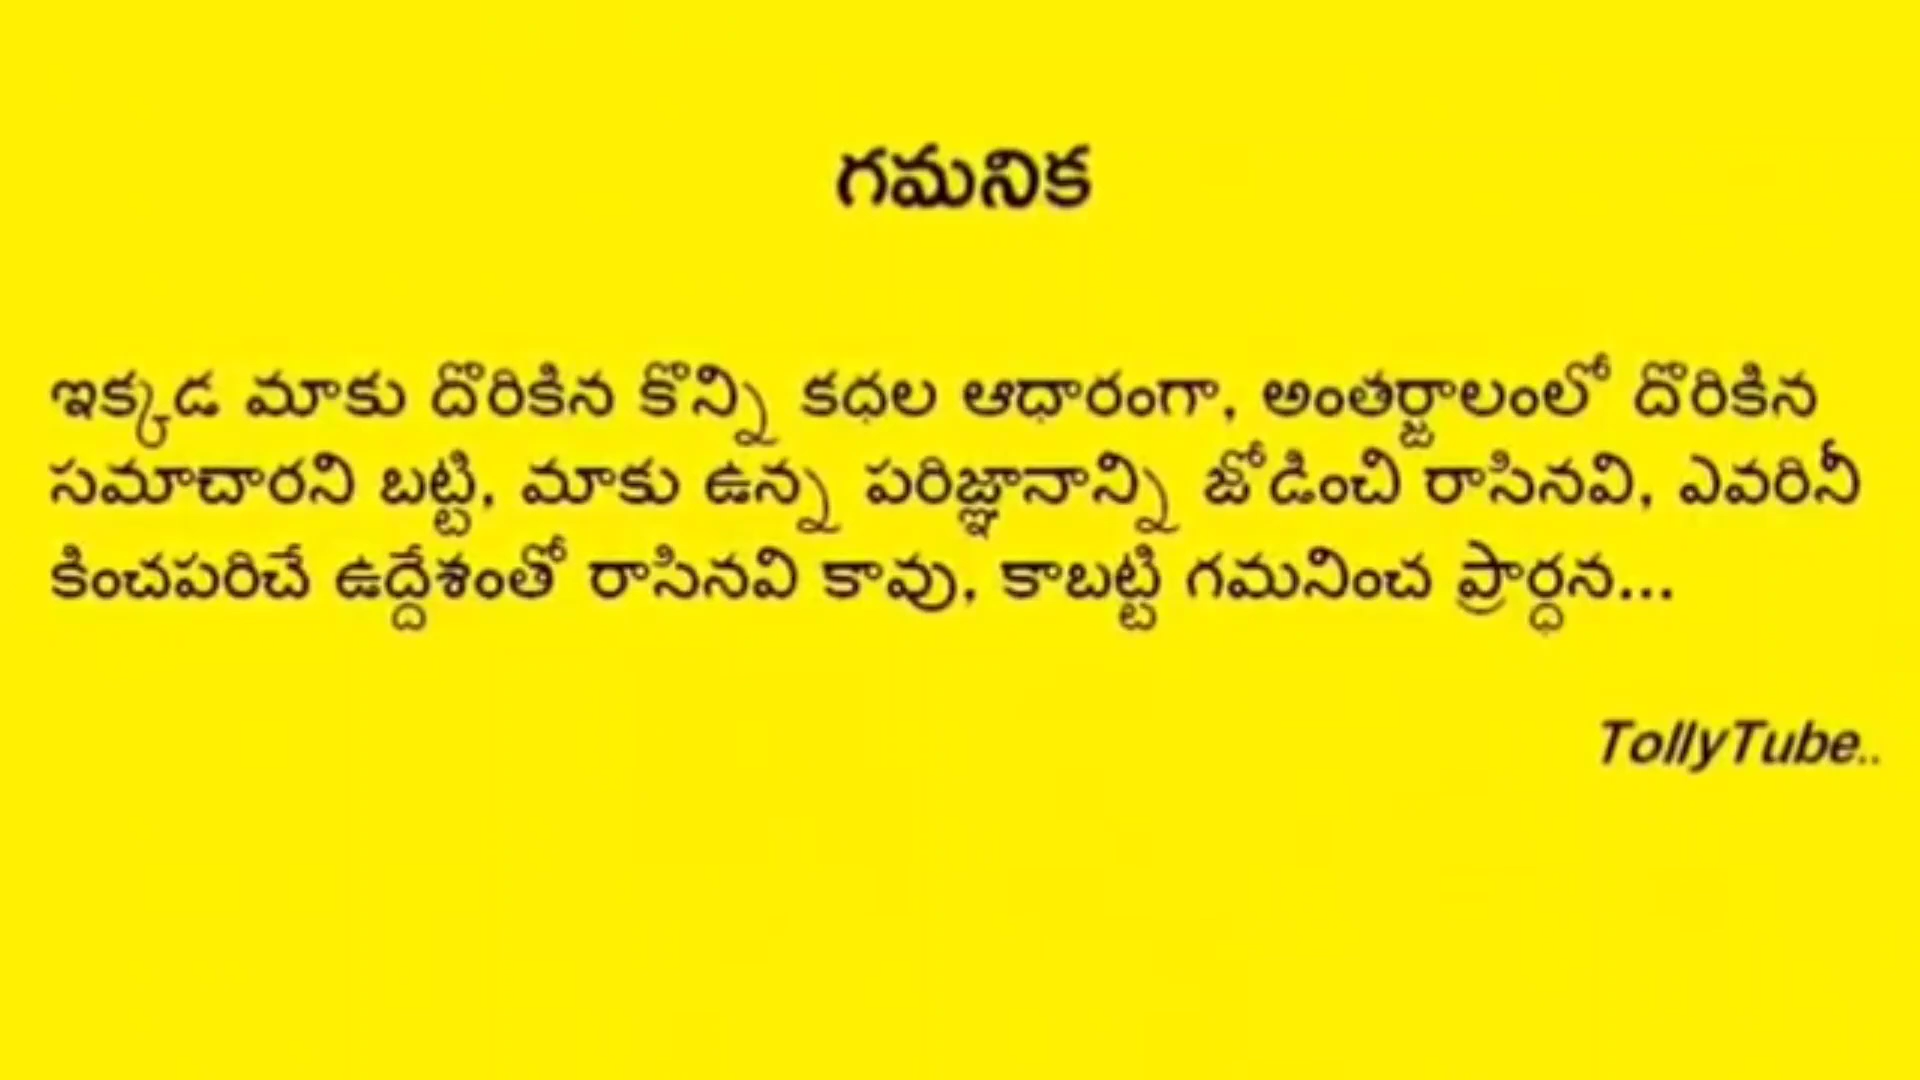 గమనిక
ఇక్కడ మాకు దొరికిన కొన్ని కధల ఆధారంగా, అంతర్జాలంలో దొరికిన
సమాచారని బట్టి, మాకు ఉన్న పరిజ్ఞానాన్ని జోడించి రాసినవి, ఎవరినీ
కించపరిచే ఉద్దేశంతో రాసినవి కావు, కాబట్టి గమనించ ప్రార్ధన...
TollyTube..